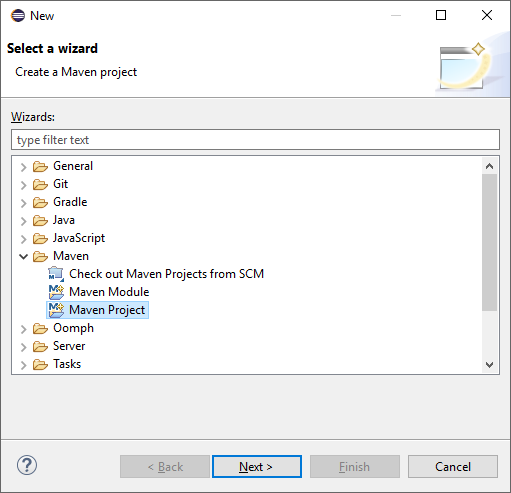 New
Select a wizard
Create a Maven project
Wizards:
type filter text
General
Git
Gradle
Java
JavaScript
Maven
Check out Maven Projects from SCM
Maven Module
Maven Project
Oomph
Server
Tasks
< Back
Next >
Finish
Cancel